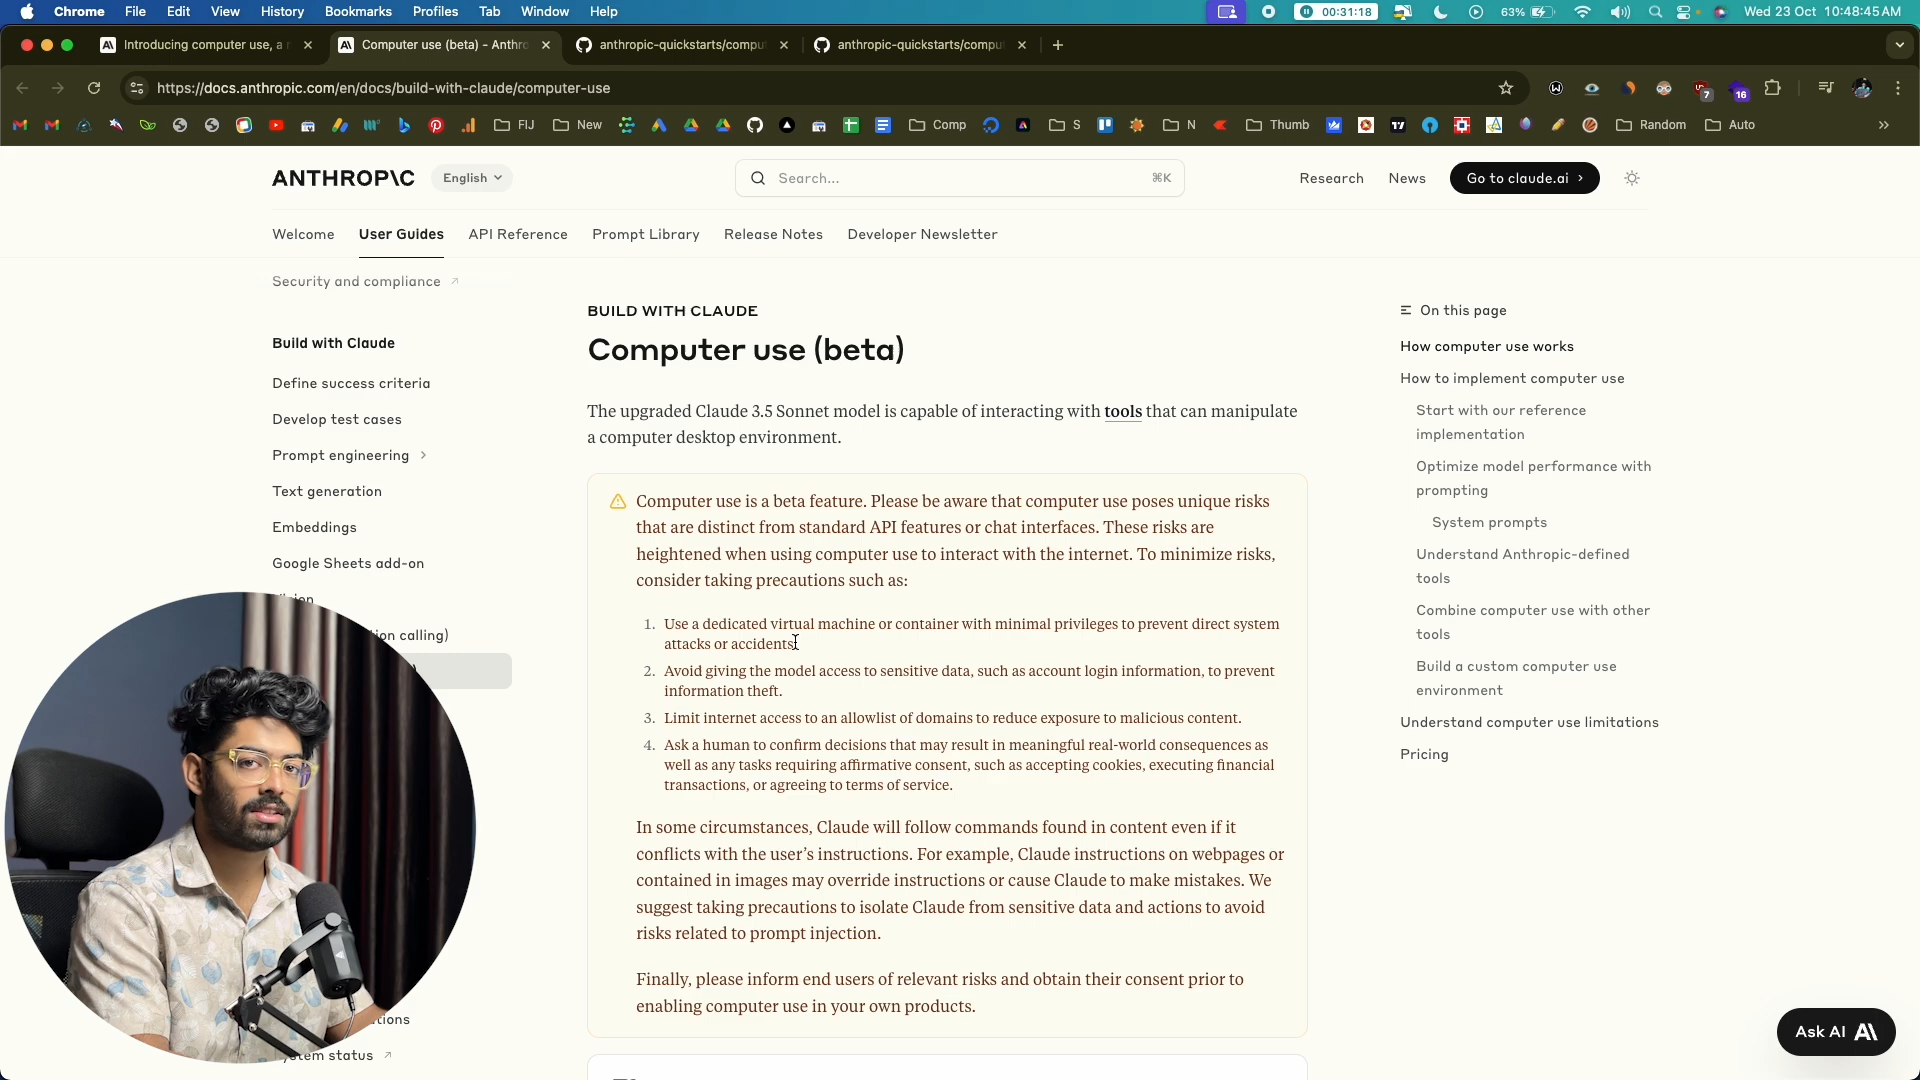 Chrome File Edit View History Bookmarks Profiles Tab Window Help 00:31:18 63% Wed 23 Oct 10:48:45 AM
Introducing computer use, a Computer use (beta) - Anthro anthropic-quickstarts/compu anthropic-quickstarts/compu
https://docs.anthropic.com/en/docs/build-with-claude/computer-use 7 16
FIJ New Comp S N Thumb Random Auto
ANTHROP\C English Search... ⌘K Research News Go to claude.ai
Welcome User Guides API Reference Prompt Library Release Notes Developer Newsletter
Security and compliance
Build with Claude
Define success criteria
Develop test cases
Prompt engineering
Text generation
Embeddings
Google Sheets add-on
ion calling)
tions
stem status
BUILD WITH CLAUDE
Computer use (beta)
The upgraded Claude 3.5 Sonnet model is capable of interacting with tools that can manipulate
a computer desktop environment.
Computer use is a beta feature. Please be aware that computer use poses unique risks
that are distinct from standard API features or chat interfaces. These risks are
heightened when using computer use to interact with the internet. To minimize risks,
consider taking precautions such as:
1. Use a dedicated virtual machine or container with minimal privileges to prevent direct system
attacks or accidents.
2. Avoid giving the model access to sensitive data, such as account login information, to prevent
information theft.
3. Limit internet access to an allowlist of domains to reduce exposure to malicious content.
4. Ask a human to confirm decisions that may result in meaningful real-world consequences as
well as any tasks requiring affirmative consent, such as accepting cookies, executing financial
transactions, or agreeing to terms of service.
In some circumstances, Claude will follow commands found in content even if it
conflicts with the user's instructions. For example, Claude instructions on webpages or
contained in images may override instructions or cause Claude to make mistakes. We
suggest taking precautions to isolate Claude from sensitive data and actions to avoid
risks related to prompt injection.
Finally, please inform end users of relevant risks and obtain their consent prior to
enabling computer use in your own products.
On this page
How computer use works
How to implement computer use
Start with our reference
implementation
Optimize model performance with
prompting
System prompts
Understand Anthropic-defined
tools
Combine computer use with other
tools
Build a custom computer use
environment
Understand computer use limitations
Pricing
Ask AI